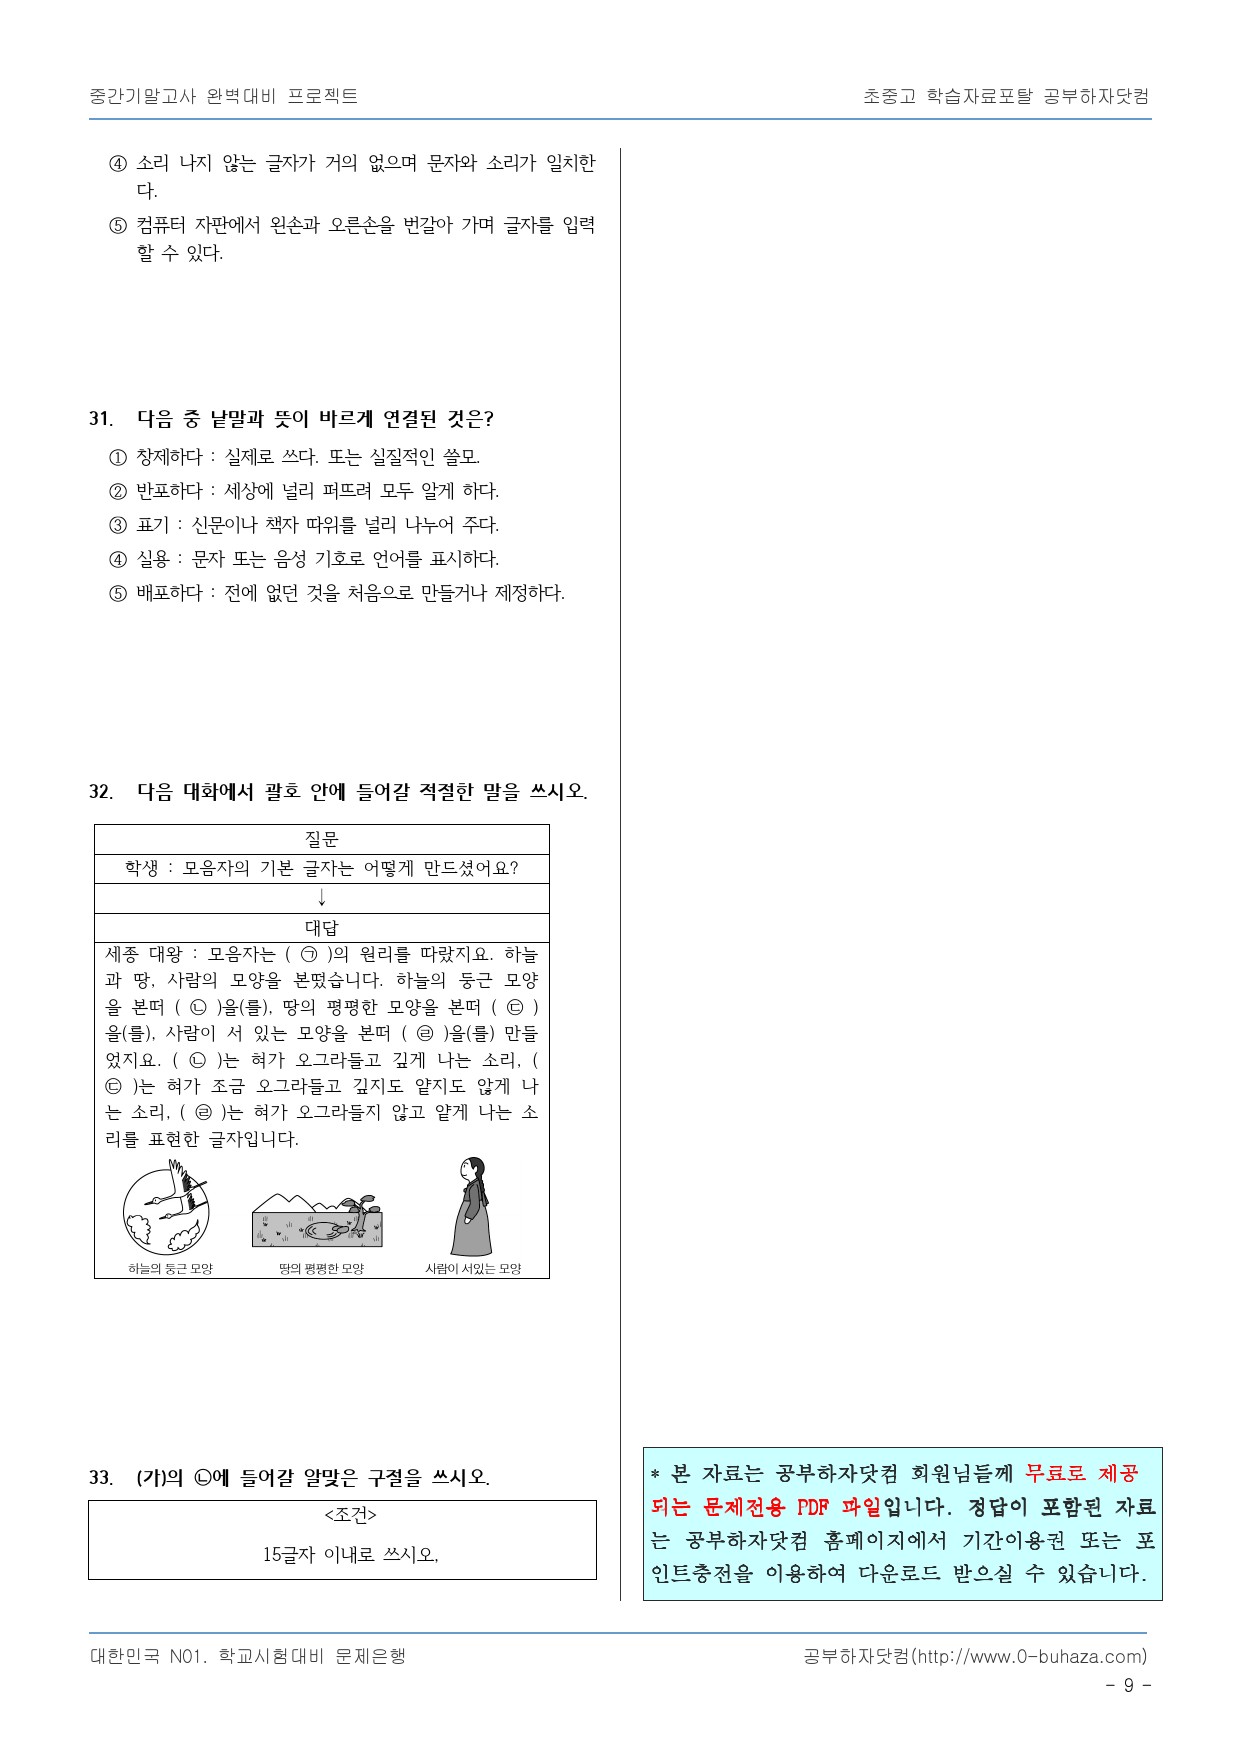 중간기말고사 완벽대비 프로젝트
초중고 학습자료포탈 공부하자닷컴
④ 소리 나지 않는 글자가 거의 없으며 문자와 소리가 일치한
다.
⑤ 컴퓨터 자판에서 왼손과 오른손을 번갈아 가며 글자를 입력
할 수 있다.
31. 다음 중 낱말과 뜻이 바르게 연결된 것은?
① 창제하다 : 실제로 쓰다. 또는 실질적인 쓸모.
② 반포하다 : 세상에 널리 퍼뜨려 모두 알게 하다.
③ 표기 : 신문이나 책자 따위를 널리 나누어 주다.
④ 실용 : 문자 또는 음성 기호로 언어를 표시하다.
⑤ 배포하다 : 전에 없던 것을 처음으로 만들거나 제정하다.
32. 다음 대화에서 괄호 안에 들어갈 적절한 말을 쓰시오.
질문
학생 : 모음자의 기본 글자는 어떻게 만드셨어요?
↓
대답
세종 대왕 : 모음자는 ( ㉠ )의 원리를 따랐지요. 하늘
과 땅, 사람의 모양을 본떴습니다. 하늘의 둥근 모양
을 본떠 ( ㉡ )을(를), 땅의 평평한 모양을 본떠 ( ㉢ )
을(를), 사람이 서 있는 모양을 본떠 ( ㉣ )을(를) 만들
었지요. ( ㉡ )는 혀가 오그라들고 깊게 나는 소리, (
㉢ )는 혀가 조금 오그라들고 깊지도 얕지도 않게 나
는 소리, ( ㉣ )는 혀가 오그라들지 않고 얕게 나는 소
리를 표현한 글자입니다.
하늘의 둥근 모양
땅의 평평한 모양
사람이 서있는 모양
33. (가)의 ㉡에 들어갈 알맞은 구절을 쓰시오.
<조건>
15글자 이내로 쓰시오,
* 본 자료는 공부하자닷컴 회원님들께 무료로 제공
되는 문제전용 PDF 파일입니다. 정답이 포함된 자료
는 공부하자닷컴 홈페이지에서 기간이용권 또는 포
인트충전을 이용하여 다운로드 받으실 수 있습니다.
대한민국 N01. 학교시험대비 문제은행
공부하자닷컴(http://www.0-buhaza.com)
- 9 -